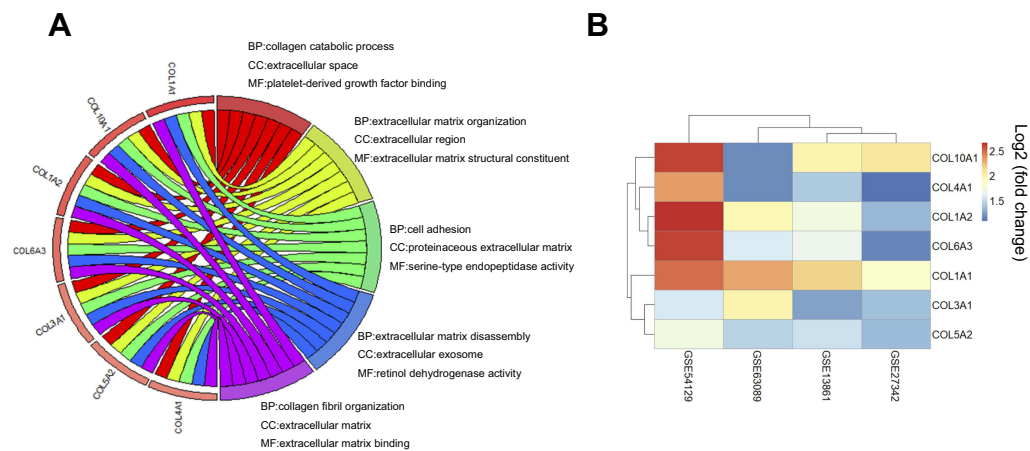 A
BP:collagen catabolic process
CC:extracellular space
MF:platelet-derived growth factor binding
BP:extracellular matrix organization
CC:extracellular region
MF:extracellular matrix structural constituent
BP:cell adhesion
CC:proteinaceous extracellular matrix
MF:serine-type endopeptidase activity
BP:extracellular matrix disassembly
CC:extracellular exosome
MF:retinol dehydrogenase activity
BP:collagen fibril organization
CC:extracellular matrix
MF:extracellular matrix binding
COL1A1
COL10A1
COL1A2
COL6A3
COL3A1
COL5A2
COL4A1
B
COL10A1
COL4A1
COL1A2
COL6A3
COL1A1
COL3A1
COL5A2
GSE54129
GSE63089
GSE13861
GSE27342
2.5
2
1.5
Log2 (fold change)